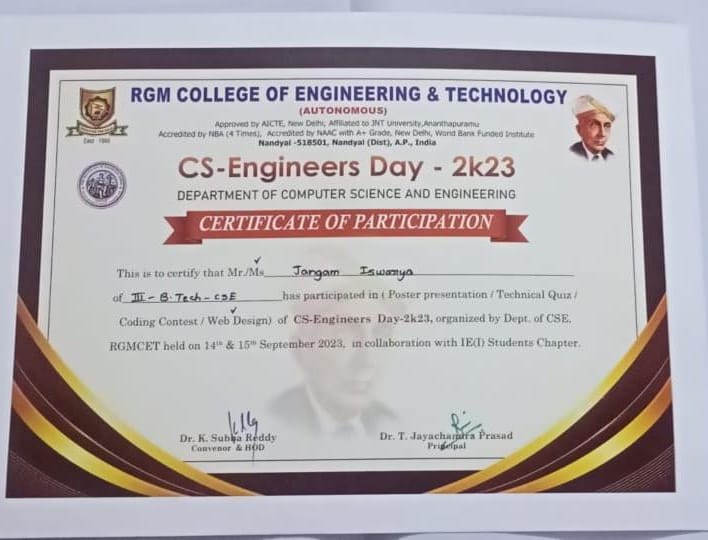 RGM COLLEGE OF ENGINEERING & TECHNOLOGY
(AUTONOMOUS)
Approved by AICTE, New Delhi, Affiliated to JNT University, Ananthapuramu
Accredited by NBA (4 Times), Accredited by NAAC with A+ Grade, New Delhi, World Bank Funded Institute
Nandyal -518501, Nandyal (Dist), A.P., India
CS-Engineers Day - 2k23
DEPARTMENT OF COMPUTER SCIENCE AND ENGINEERING
CERTIFICATE OF PARTICIPATION
This is to certify that Mr./Ms Jangam Iswarya
of III - B.Tech - CSE has participated in ( Poster presentation / Technical Quiz /
Coding Contest / Web Design) of CS-Engineers Day-2k23, organized by Dept. of CSE,
RGMCET held on 14th & 15th September 2023, in collaboration with IE(I) Students Chapter.
Dr. K. Subba Reddy
Convenor & HOD
Dr. T. Jayachandra Prasad
Principal